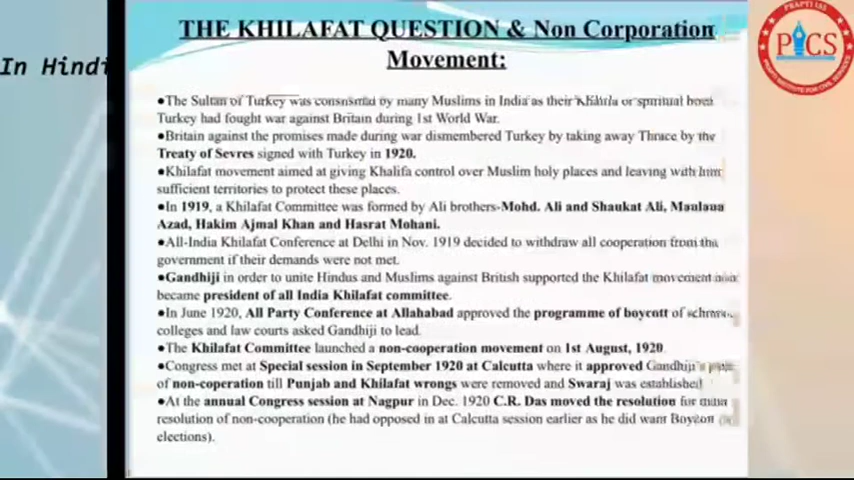 In Hindi
THE KHILAFAT QUESTION & Non Corporation
Movement:
PRAPTI IAS
PICS
PRAPTI INSTITUTE FOR CIVIL SERVICES
●The Sultan of Turkey was by many Muslims in India as their or spiritual
Turkey had fought war against Britain during 1st World War.
●Britain against the promises made during war dismembered Turkey by taking away Thrace by the
Treaty of Sevres signed with Turkey in 1920.
●Khilafat movement aimed at giving Khalifa control over Muslim holy places and leaving with him
sufficient territories to protect these places.
●In 1919, a Khilafat Committee was formed by Ali brothers-Mohd. Ali and Shaukat Ali, Maulana
Azad, Hakim Ajmal Khan and Hasrat Mohani.
●All-India Khilafat Conference at Delhi in Nov. 1919 decided to withdraw all cooperation from the
government if their demands were not met.
●Gandhiji in order to unite Hindus and Muslims against British supported the Khilafat movement
became president of all India Khilafat committee.
●In June 1920, All Party Conference at Allahabad approved the programme of boycott of
colleges and law courts asked Gandhiji to lead.
●The Khilafat Committee launched a non-cooperation movement on 1st August, 1920.
●Congress met at Special session in September 1920 at Calcutta where it approved Gandhiji's
of non-coperation till Punjab and Khilafat wrongs were removed and Swaraj was established
●At the annual Congress session at Nagpur in Dec. 1920 C.R. Das moved the resolution for
resolution of non-cooperation (he had opposed in at Calcutta session earlier as he did want Boycott
elections).